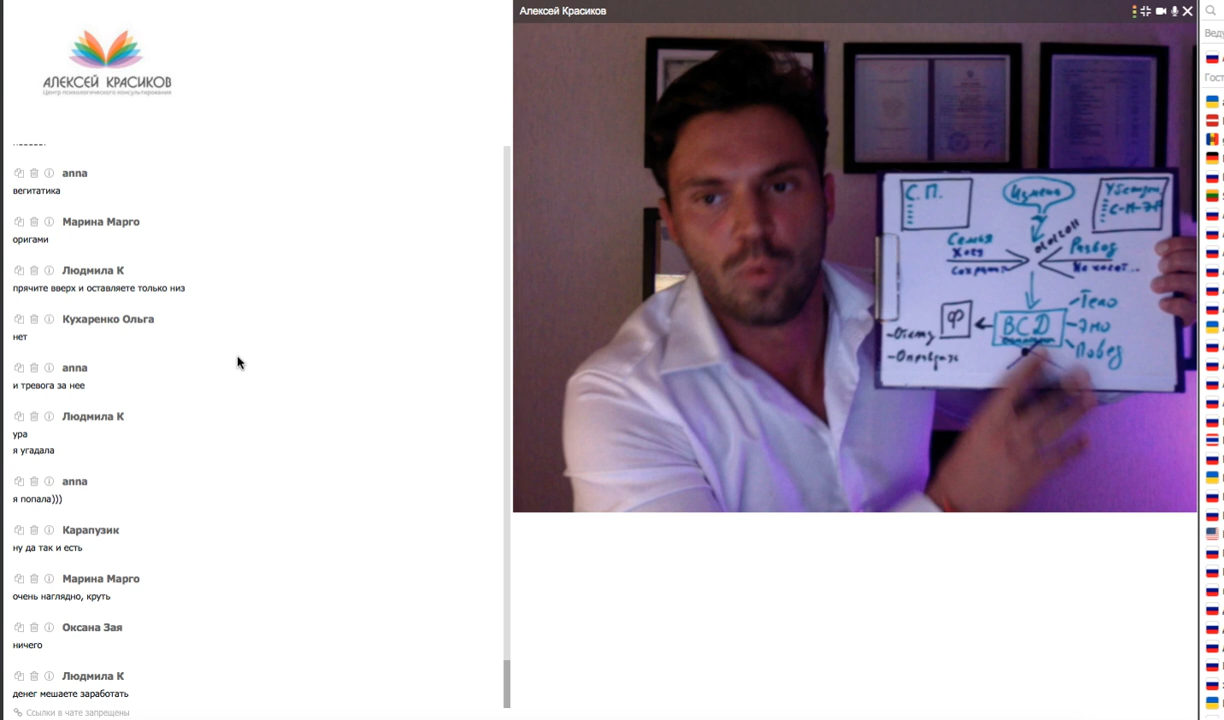 АЛЕКСЕЙ КРАСИКОВ
Центр психологического консультирования
anna
вегитатика
Марина Марго
оригами
Людмила К
прячите вверх и оставляете только низ
Кухаренко Ольга
нет
anna
и тревога за нее
Людмила К
ура
я угадала
anna
я попала)))
Карапузик
ну да так и есть
Марина Марго
очень наглядно, круть
Оксана Зая
ничего
Людмила К
денег мешаете заработать
Ссылки в чате запрещены
Алексей Красиков
С.П.
Измена
Семья
Хочу
Развод
Не хочет...
Ф
ВСД
-Тело
-Эмо
Повед
Вед
Гост